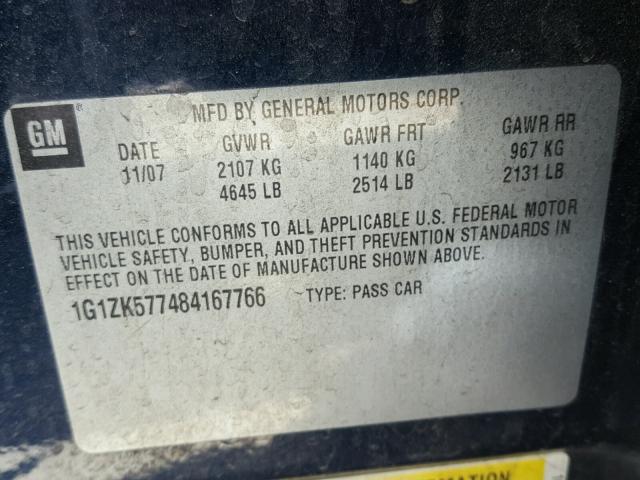 GM
MFD BY GENERAL MOTORS CORP.
DATE GVWR GAWR FRT GAWR RR
11/07 2107 KG 1140 KG 967 KG
4645 LB 2514 LB 2131 LB
THIS VEHICLE CONFORMS TO ALL APPLICABLE U.S. FEDERAL MOTOR
VEHICLE SAFETY, BUMPER, AND THEFT PREVENTION STANDARDS IN
EFFECT ON THE DATE OF MANUFACTURE SHOWN ABOVE.
1G1ZK577484167766 TYPE: PASS CAR